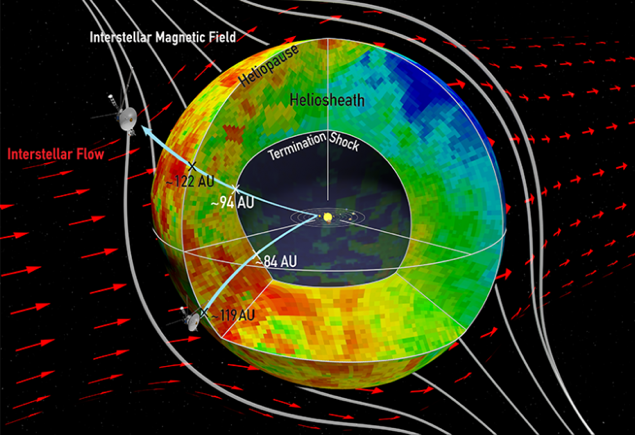 Interstellar Magnetic Field
Heliopause
Heliosheath
Termination Shock
Interstellar Flow
~122 AU
~94 AU
~84 AU
~119 AU